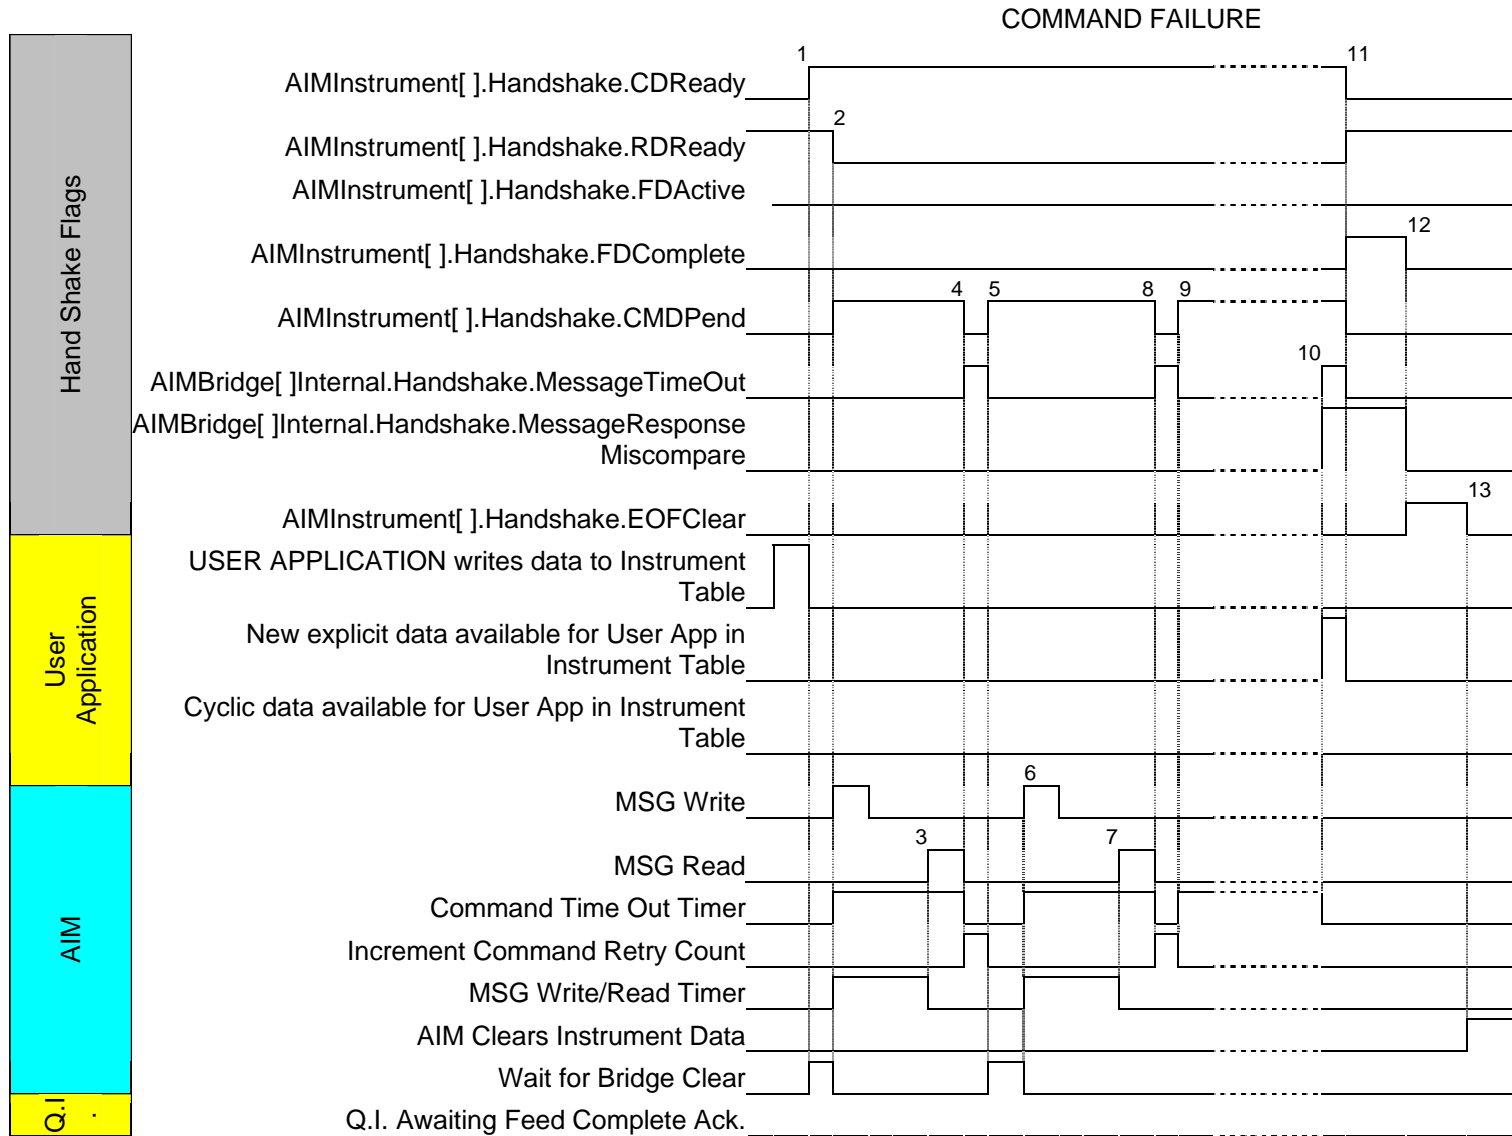 COMMAND FAILURE
1
11
AIMInstrument[ ].Handshake.CDReady
2
AIMInstrument[ ].Handshake.RDReady
AIMInstrument[ ].Handshake.FDActive
12
AIMInstrument[ ].Handshake.FDComplete
4
5
8
9
AIMInstrument[ ].Handshake.CMDPend
10
AIMBridge[ ]Internal.Handshake.MessageTimeOut
AIMBridge[ ]Internal.Handshake.MessageResponse
Miscompare
13
AIMInstrument[ ].Handshake.EOFClear
Hand Shake Flags
USER APPLICATION writes data to Instrument
Table
New explicit data available for User App in
Instrument Table
Cyclic data available for User App in Instrument
Table
User
Application
6
MSG Write
3
7
MSG Read
Command Time Out Timer
Increment Command Retry Count
MSG Write/Read Timer
AIM Clears Instrument Data
Wait for Bridge Clear
AIM
Q.I. Awaiting Feed Complete Ack.
Q.I
.